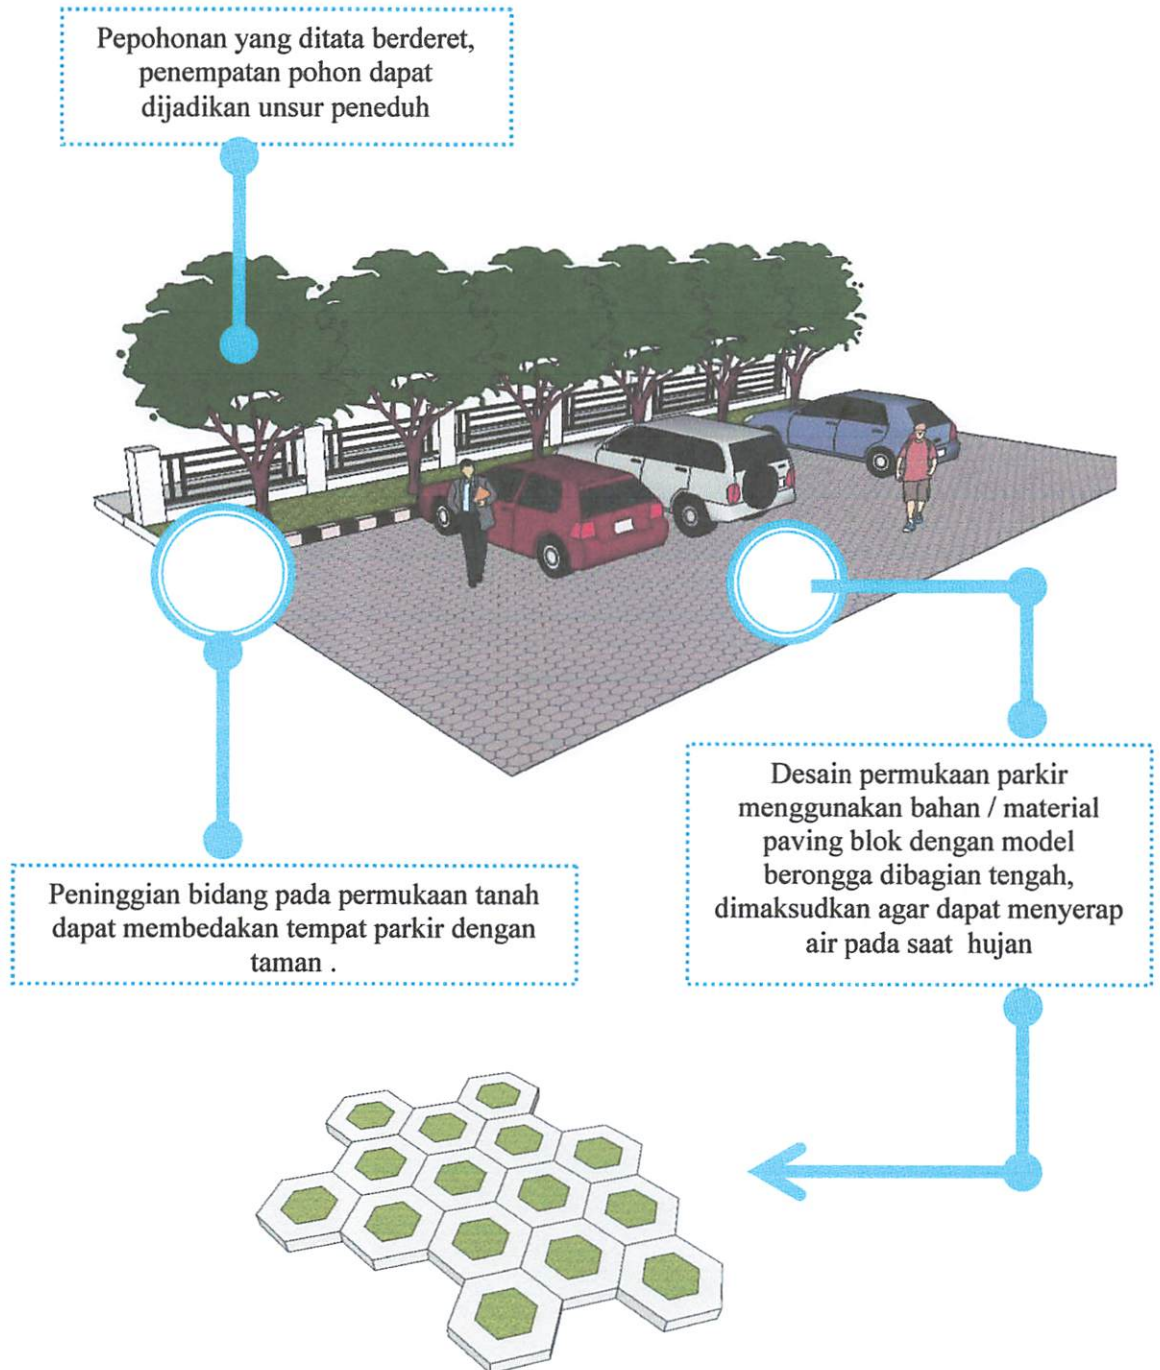 Pepohonan yang ditata berderet,
penempatan pohon dapat
dijadikan unsur peneduh
Peninggian bidang pada permukaan tanah
dapat membedakan tempat parkir dengan
taman .
Desain permukaan parkir
menggunakan bahan / material
paving blok dengan model
berongga dibagian tengah,
dimaksudkan agar dapat menyerap
air pada saat hujan